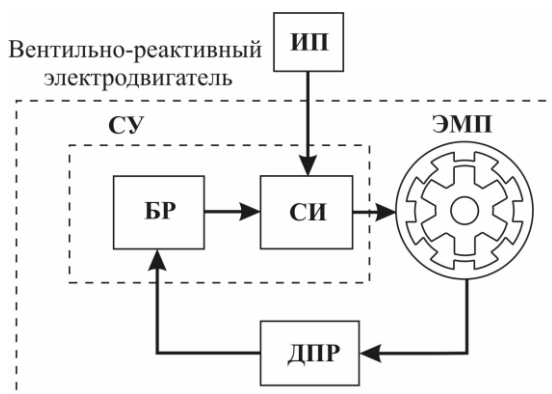 ИП
Вентильно-реактивный
электродвигатель
СУ
ЭМП
БР
СИ
ДПР